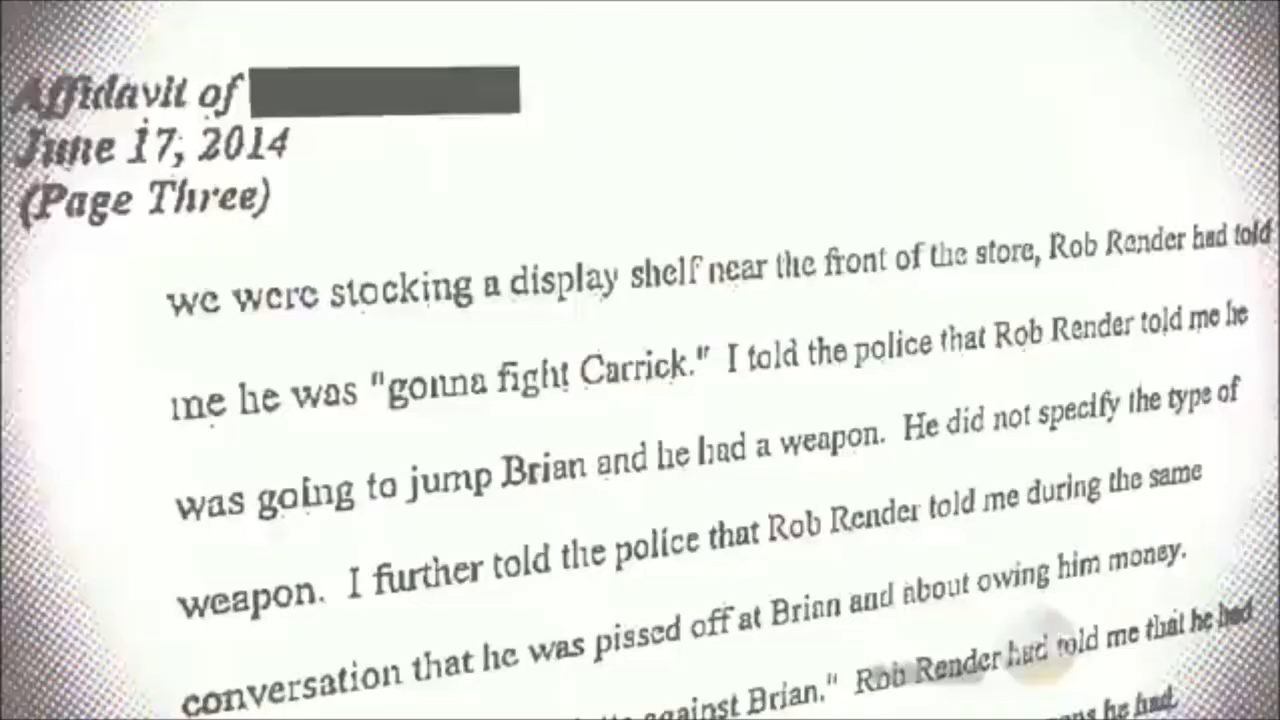 Affidavit of
June 17, 2014
(Page Three)
we were stocking a display shelf near the front of the store, Rob Render had told
me he was "gonna fight Carrick." I told the police that Rob Render told me he
was going to jump Brian and he had a weapon. He did not specify the type of
weapon. I further told the police that Rob Render told me during the same
conversation that he was pissed off at Brian and about owing him money.
against Brian." Rob Render had told me that he had
he had